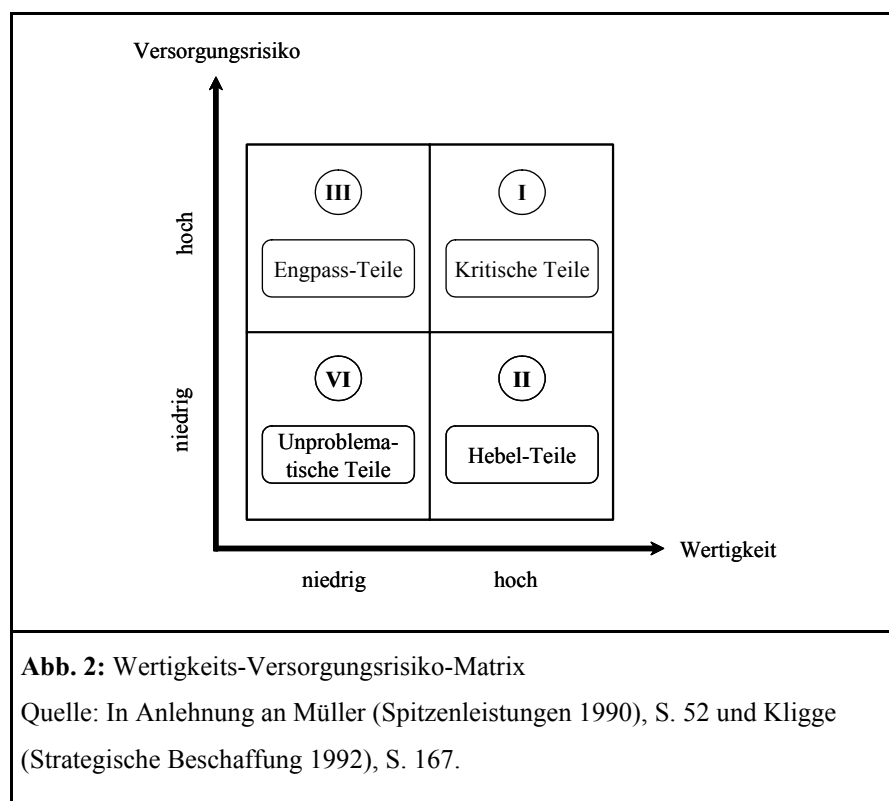 Versorgungsrisiko
hoch
III
I
Engpass-Teile
Kritische Teile
niedrig
VI
II
Unproblema-
tische Teile
Hebel-Teile
Wertigkeit
niedrig
hoch
Abb. 2: Wertigkeits-Versorgungsrisiko-Matrix
Quelle: In Anlehnung an Müller (Spitzenleistungen 1990), S. 52 und Kligge
(Strategische Beschaffung 1992), S. 167.